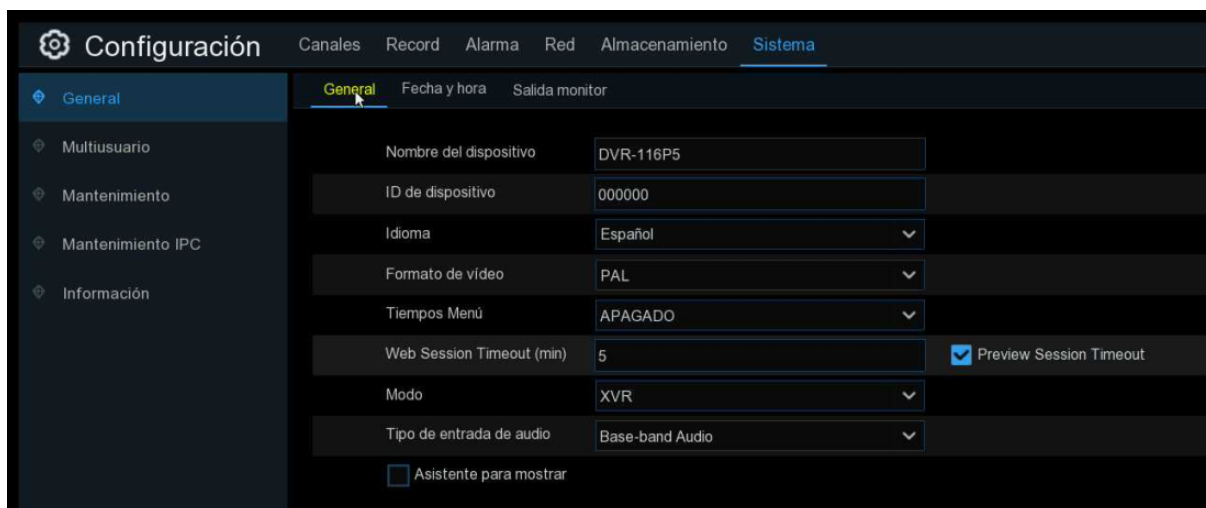 Configuración Canales Record Alarma Red Almacenamiento Sistema
General
Multiusuario
Mantenimiento
Mantenimiento IPC
Información
General Fecha y hora Salida monitor
Nombre del dispositivo DVR-116P5
ID de dispositivo 000000
Idioma Español
Formato de vídeo PAL
Tiempos Menú APAGADO
Web Session Timeout (min) 5 Preview Session Timeout
Modo XVR
Tipo de entrada de audio Base-band Audio
Asistente para mostrar